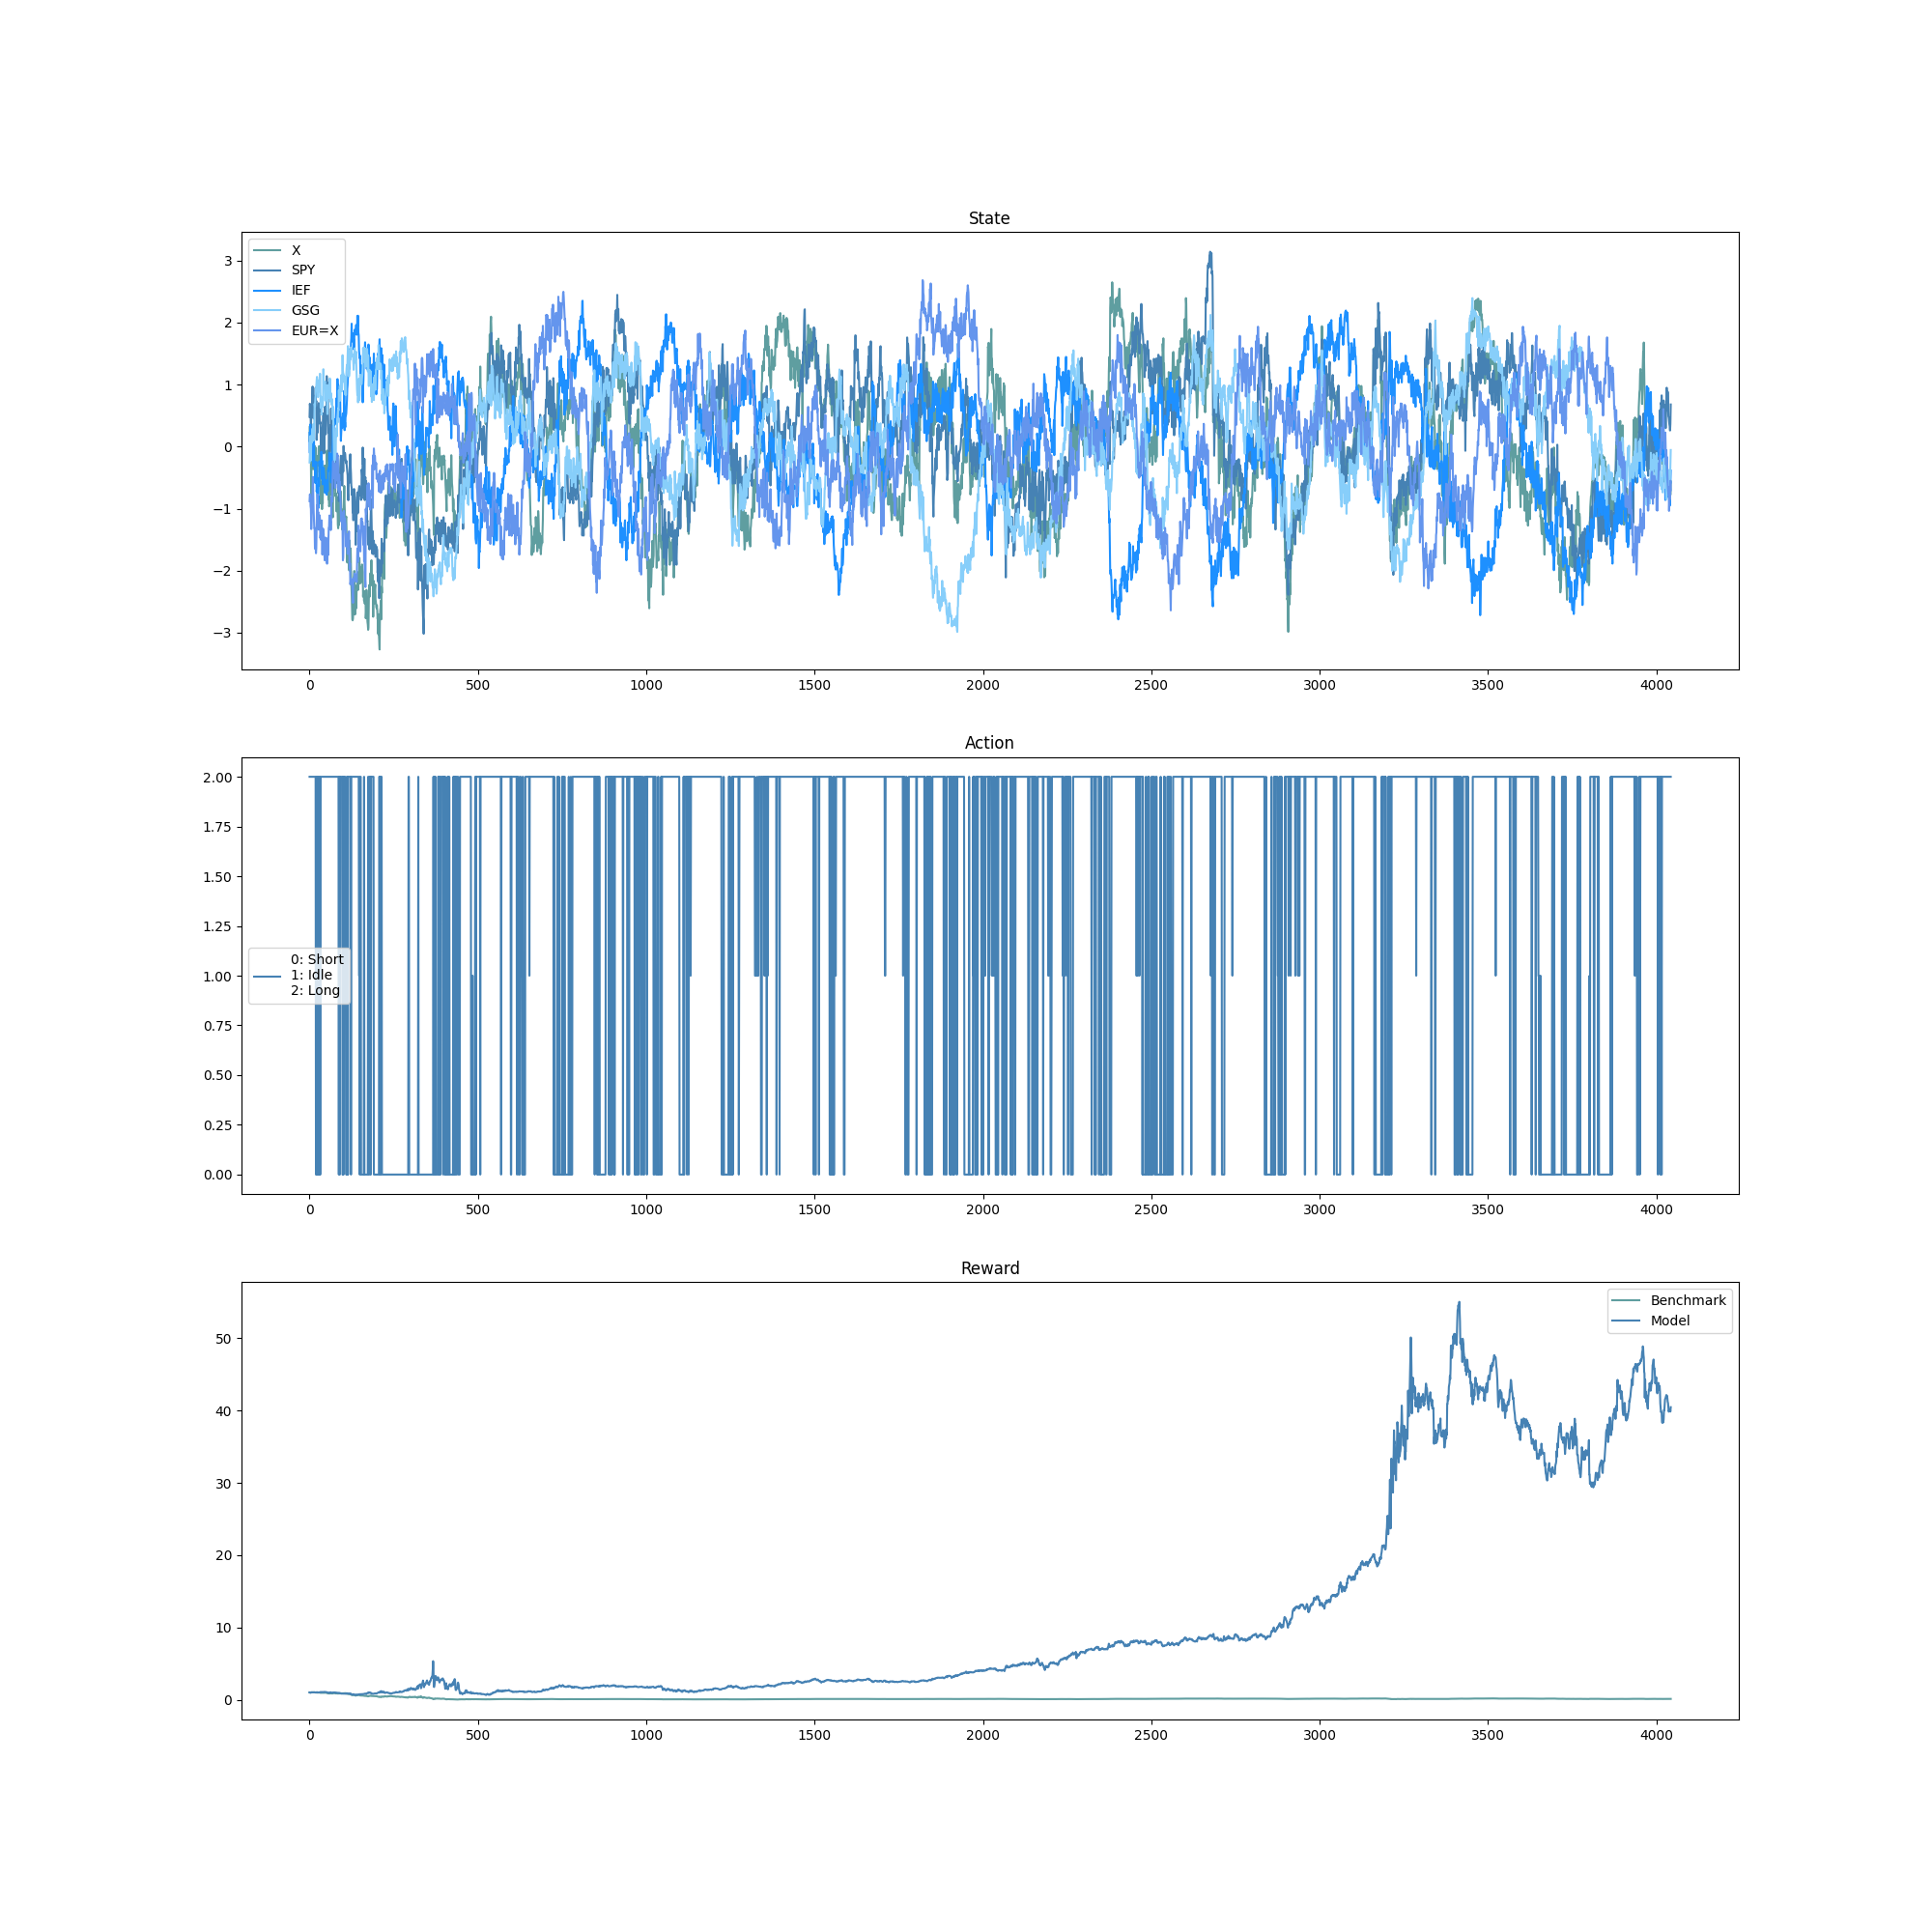 State
X
SPY
IEF
GSG
EUR=X
3
2
1
0
−1
−2
−3
0 500 1000 1500 2000 2500 3000 3500 4000
Action
2.00
1.75
1.50
1.25
1.00
0.75
0.50
0.25
0.00
0: Short
1: Idle
2: Long
0 500 1000 1500 2000 2500 3000 3500 4000
Reward
Benchmark
Model
50
40
30
20
10
0
0 500 1000 1500 2000 2500 3000 3500 4000